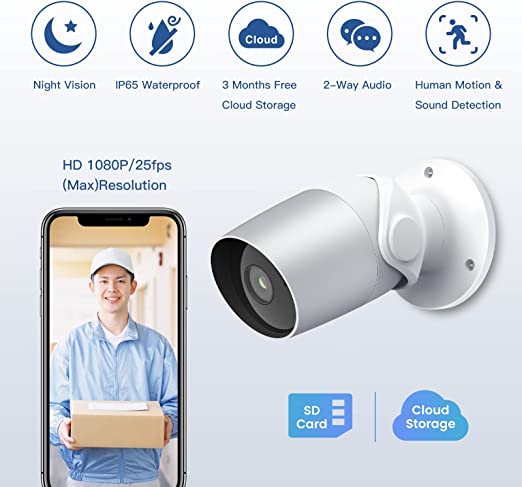 Cloud
Night Vision
IP65 Waterproof
3 Months Free
Cloud Storage
2-Way Audio
Human Motion &
Sound Detection
HD 1080P/25fps
(Max)Resolution
SD
Card
Cloud
Storage